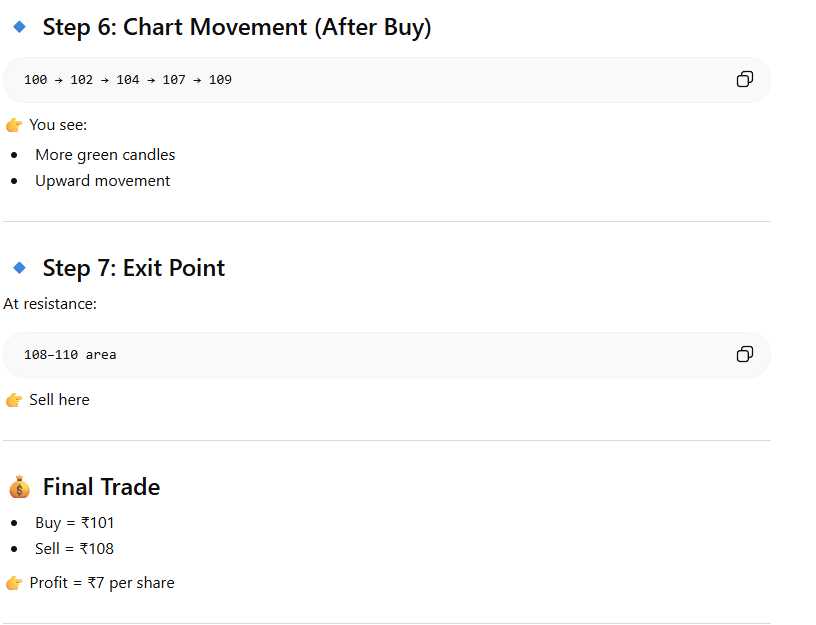 🔹 Step 6: Chart Movement (After Buy)
100 → 102 → 104 → 107 → 109
👉 You see:
• More green candles
• Upward movement
🔹 Step 7: Exit Point
At resistance:
108–110 area
👉 Sell here
💰 Final Trade
• Buy = ₹101
• Sell = ₹108
👉 Profit = ₹7 per share